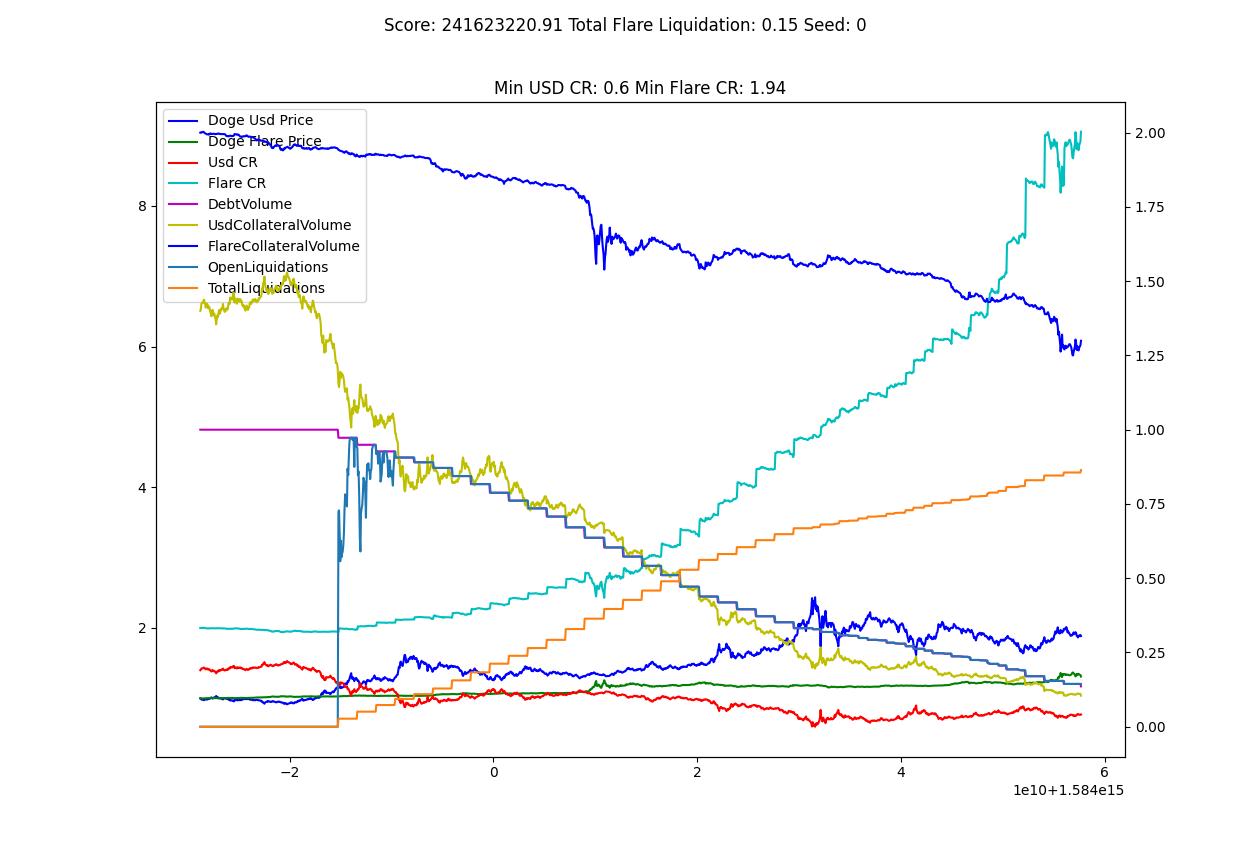 Score: 241623220.91 Total Flare Liquidation: 0.15 Seed: 0
Min USD CR: 0.6 Min Flare CR: 1.94
Doge Usd Price
Doge Flare Price
Usd CR
Flare CR
DebtVolume
UsdCollateralVolume
FlareCollateralVolume
OpenLiquidations
TotalLiquidations
8
6
4
2
2.00
1.75
1.50
1.25
1.00
0.75
0.50
0.25
0.00
−2 0 2 4 6
1e10+1.584e15